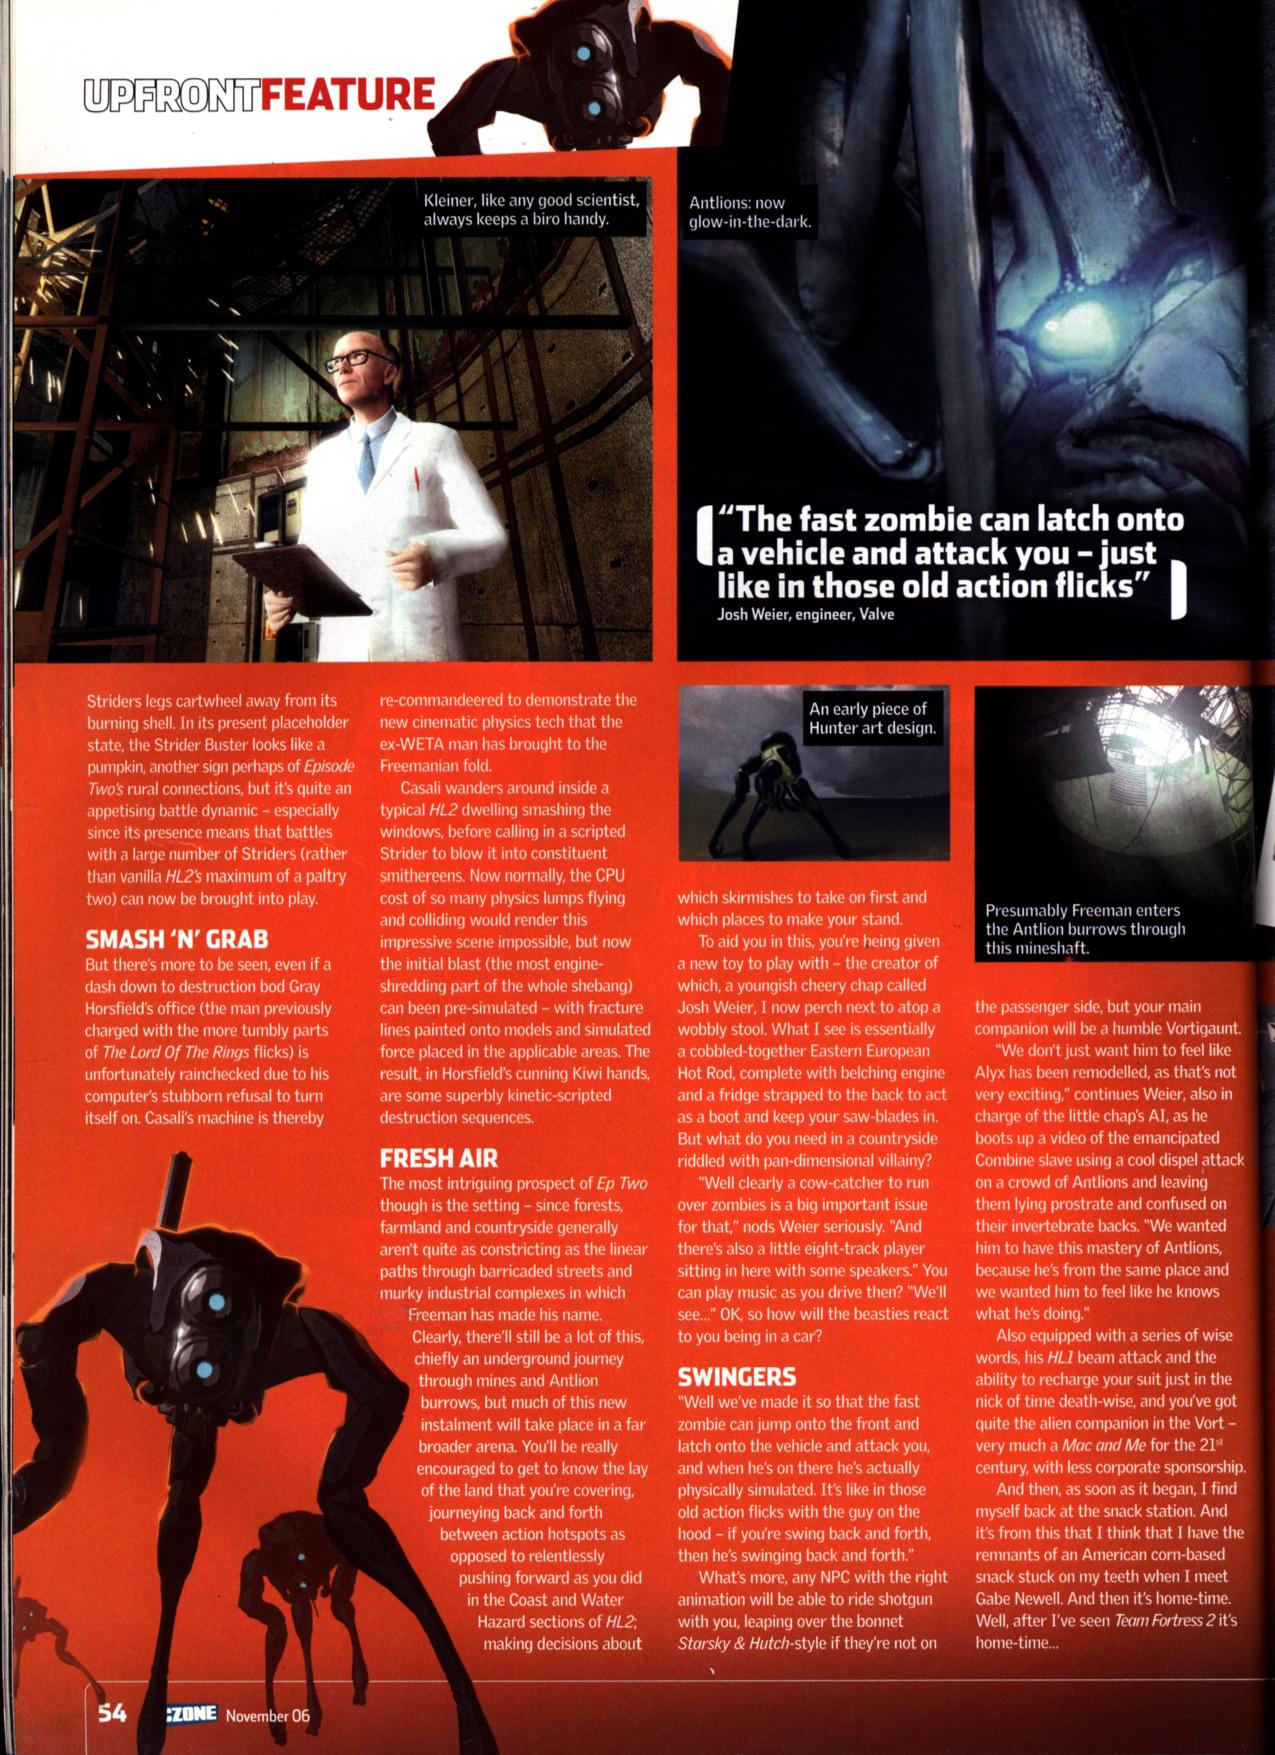 UPFRONTFEATURE
Kleiner, like any good scientist,
always keeps a biro handy.
Antlions: now
glow-in-the-dark.
“The fast zombie can latch onto
a vehicle and attack you – just
like in those old action flicks”
Josh Weier, engineer, Valve
Striders legs cartwheel away from its
burning shell. In its present placeholder
state, the Strider Buster looks like a
pumpkin, another sign perhaps of Episode
Two's rural connections, but it's quite an
appetising battle dynamic – especially
since its presence means that battles
with a large number of Striders (rather
than vanilla HL2's maximum of a paltry
two) can now be brought into play.
SMASH ‘N’ GRAB
But there's more to be seen, even if a
dash down to destruction bod Gray
Horsfield's office (the man previously
charged with the more tumbly parts
of The Lord Of The Rings flicks) is
unfortunately rainchecked due to his
computer's stubborn refusal to turn
itself on. Casali's machine is thereby
re-commandeered to demonstrate the
new cinematic physics tech that the
ex-WETA man has brought to the
Freemanian fold.
Casali wanders around inside a
typical HL2 dwelling smashing the
windows, before calling in a scripted
Strider to blow it into constituent
smithereens. Now normally, the CPU
cost of so many physics lumps flying
and colliding would render this
impressive scene impossible, but now
the initial blast (the most engine-
shredding part of the whole shebang)
can been pre-simulated – with fracture
lines painted onto models and simulated
force placed in the applicable areas. The
result, in Horsfield's cunning Kiwi hands,
are some superbly kinetic-scripted
destruction sequences.
FRESH AIR
The most intriguing prospect of Ep Two
though is the setting – since forests,
farmland and countryside generally
aren't quite as constricting as the linear
paths through barricaded streets and
murky industrial complexes in which
Freeman has made his name.
Clearly, there'll still be a lot of this,
chiefly an underground journey
through mines and Antlion
burrows, but much of this new
instalment will take place in a far
broader arena. You'll be really
encouraged to get to know the lay
of the land that you're covering,
journeying back and forth
between action hotspots as
opposed to relentlessly
pushing forward as you did
in the Coast and Water
Hazard sections of HL2;
making decisions about
An early piece of
Hunter art design.
which skirmishes to take on first and
which places to make your stand.
To aid you in this, you're being given
a new toy to play with – the creator of
which, a youngish cheery chap called
Josh Weier, I now perch next to atop a
wobbly stool. What I see is essentially
a cobbled-together Eastern European
Hot Rod, complete with belching engine
and a fridge strapped to the back to act
as a boot and keep your saw-blades in.
But what do you need in a countryside
riddled with pan-dimensional villainy?
“Well clearly a cow-catcher to run
over zombies is a big important issue
for that,” nods Weier seriously. “And
there's also a little eight-track player
sitting in here with some speakers.” You
can play music as you drive then? “We'll
see...” OK, so how will the beasties react
to you being in a car?
SWINGERS
“Well we've made it so that the fast
zombie can jump onto the front and
latch onto the vehicle and attack you,
and when he's on there he's actually
physically simulated. It's like in those
old action flicks with the guy on the
hood – if you're swing back and forth,
then he's swinging back and forth.”
What's more, any NPC with the right
animation will be able to ride shotgun
with you, leaping over the bonnet
Starsky & Hutch-style if they're not on
Presumably Freeman enters
the Antlion burrows through
this mineshaft.
the passenger side, but your main
companion will be a humble Vortigaunt.
“We don't just want him to feel like
Alyx has been remodelled, as that's not
very exciting,” continues Weier, also in
charge of the little chap's AI, as he
boots up a video of the emancipated
Combine slave using a cool dispel attack
on a crowd of Antlions and leaving
them lying prostrate and confused on
their invertebrate backs. “We wanted
him to have this mastery of Antlions,
because he's from the same place and
we wanted him to feel like he knows
what he's doing.”
Also equipped with a series of wise
words, his HL1 beam attack and the
ability to recharge your suit just in the
nick of time death-wise, and you've got
quite the alien companion in the Vort –
very much a Mac and Me for the 21st
century, with less corporate sponsorship.
And then, as soon as it began, I find
myself back at the snack station. And
it's from this that I think that I have the
remnants of an American corn-based
snack stuck on my teeth when I meet
Gabe Newell. And then it's home-time.
Well, after I've seen Team Fortress 2 it's
home-time...
54 CZONE November 06